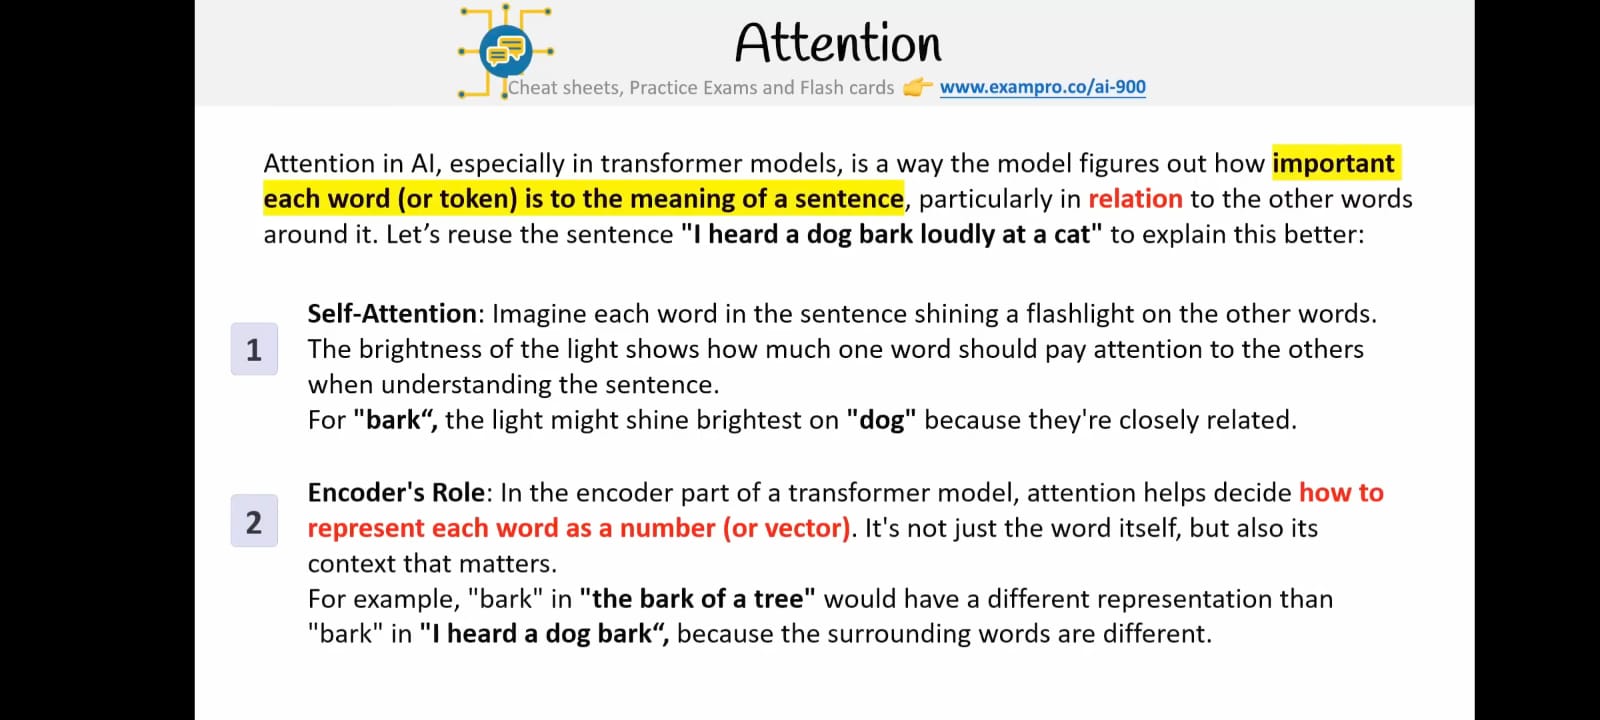 Attention
Cheat sheets, Practice Exams and Flash cards 👉 www.exampro.co/ai-900
Attention in AI, especially in transformer models, is a way the model figures out how important
each word (or token) is to the meaning of a sentence, particularly in relation to the other words
around it. Let’s reuse the sentence "I heard a dog bark loudly at a cat" to explain this better:
1
Self-Attention: Imagine each word in the sentence shining a flashlight on the other words.
The brightness of the light shows how much one word should pay attention to the others
when understanding the sentence.
For "bark“, the light might shine brightest on "dog" because they're closely related.
2
Encoder's Role: In the encoder part of a transformer model, attention helps decide how to
represent each word as a number (or vector). It's not just the word itself, but also its
context that matters.
For example, "bark" in "the bark of a tree" would have a different representation than
"bark" in "I heard a dog bark“, because the surrounding words are different.